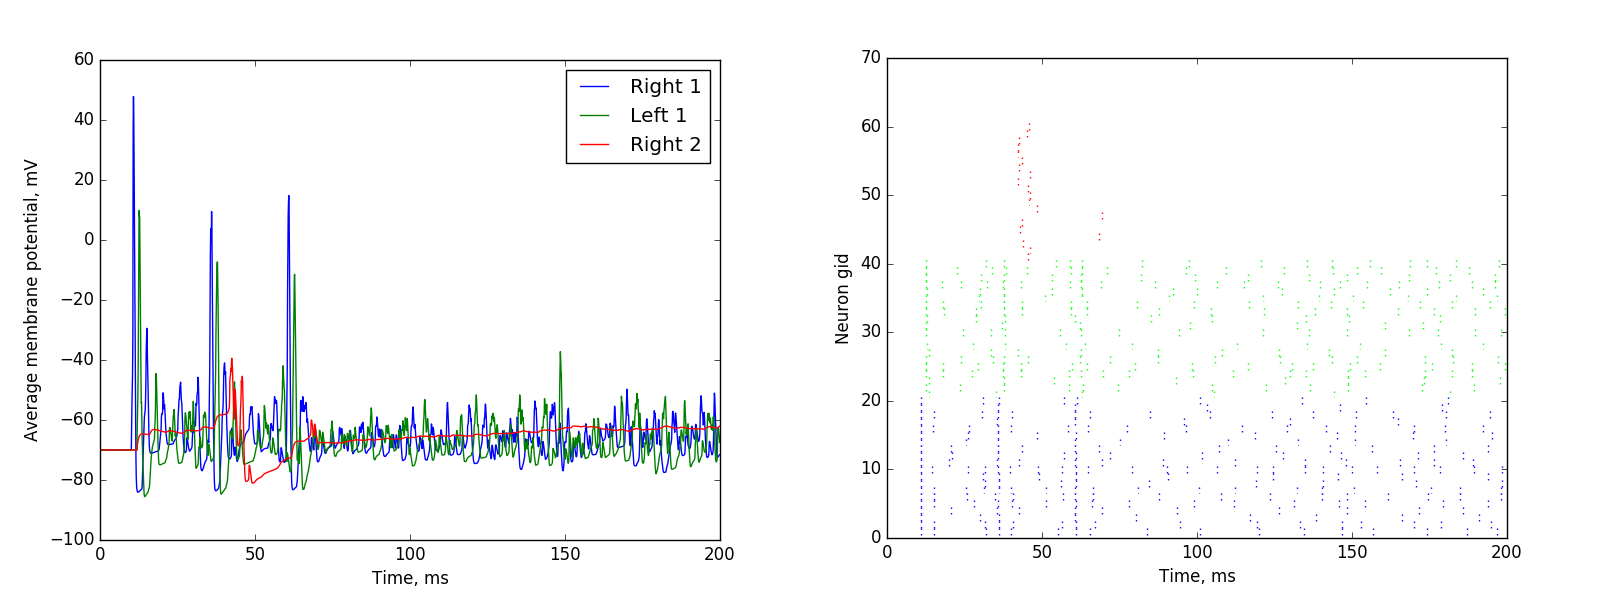 60
40
20
0
−20
−40
−60
−80
−100
0 50 100 150 200
Time, ms
Average membrane potential, mV
Right 1
Left 1
Right 2
70
60
50
40
30
20
10
0
0 50 100 150 200
Time, ms
Neuron gid